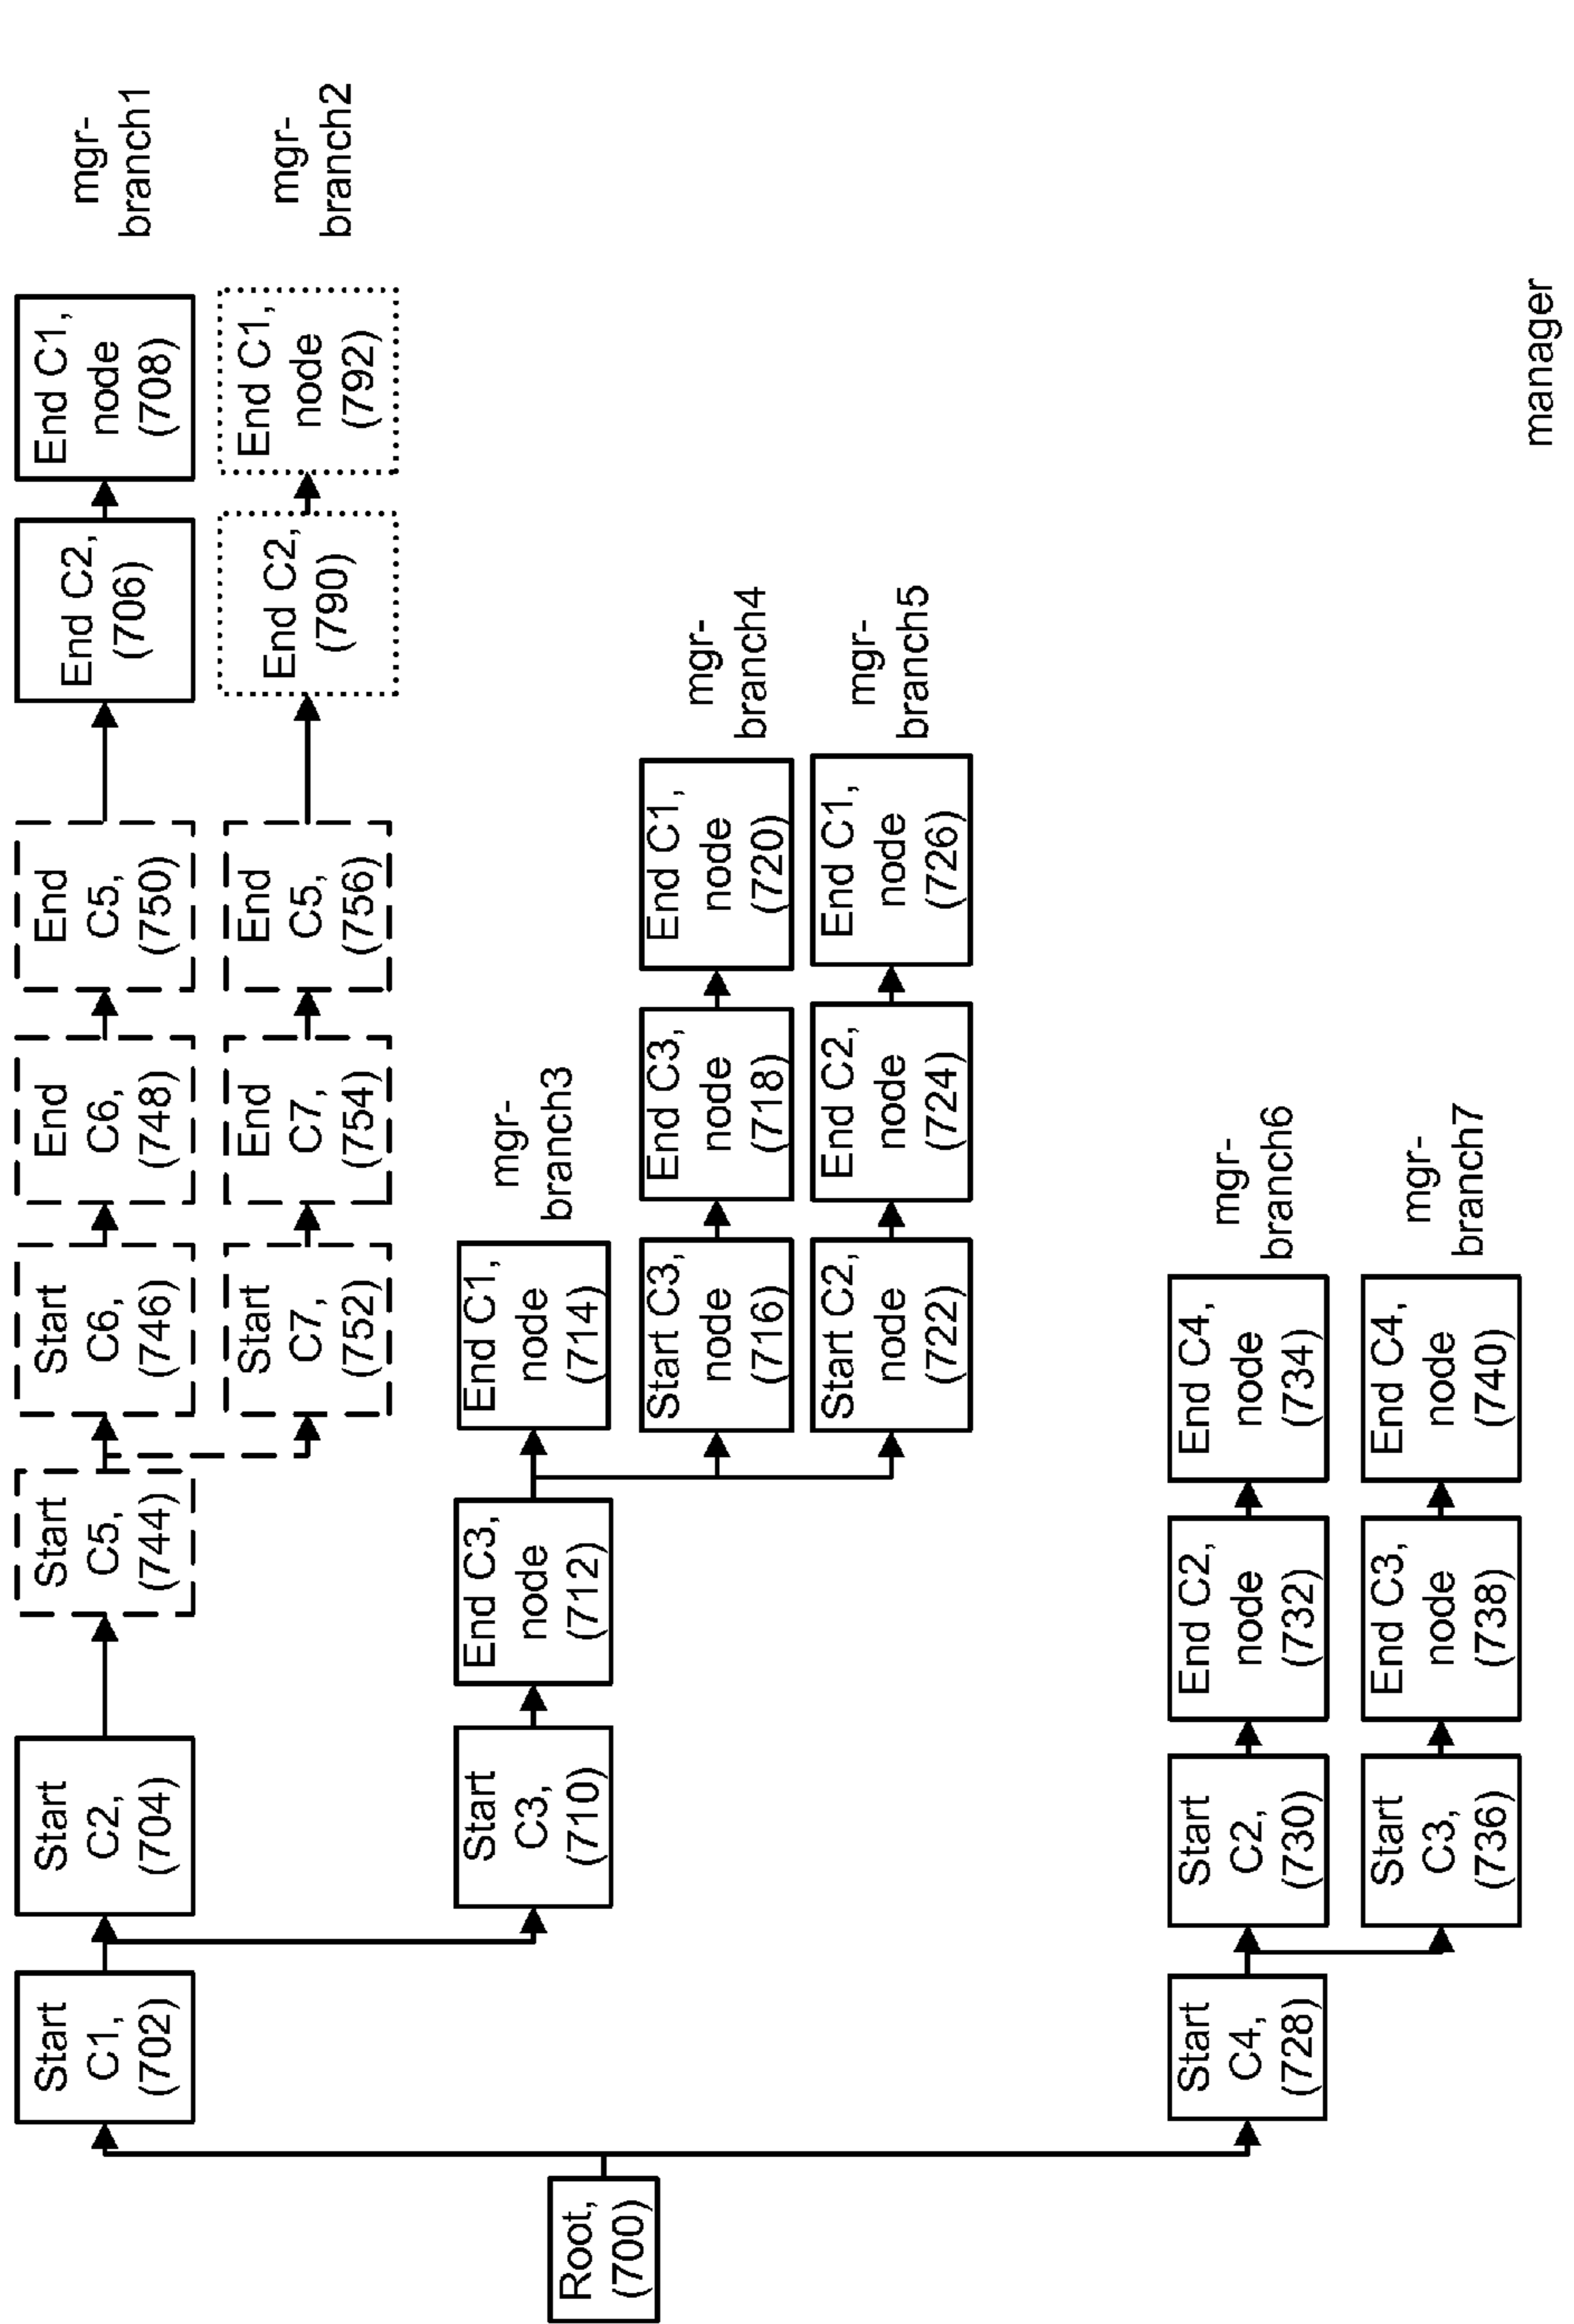 Root,
(700)
Start
C1,
(702)
Start
C2,
(704)
Start
C5,
(744)
Start
C6,
(746)
End
C6,
(748)
End
C5,
(750)
End C2,
(706)
End C1,
node
(708)
mgr-
branch1
Start
C7,
(752)
End
C7,
(754)
End
C5,
(756)
End C2,
(790)
End C1,
node
(792)
mgr-
branch2
Start
C3,
(710)
End C3,
node
(712)
End C1,
node
(714)
mgr-
branch3
Start C3,
node
(716)
End C3,
node
(718)
End C1,
node
(720)
mgr-
branch4
Start C2,
node
(722)
End C2,
node
(724)
End C1,
node
(726)
mgr-
branch5
Start
C4,
(728)
Start
C2,
(730)
End C2,
node
(732)
End C4,
node
(734)
mgr-
branch6
Start
C3,
(736)
End C3,
node
(738)
End C4,
node
(740)
mgr-
branch7
manager